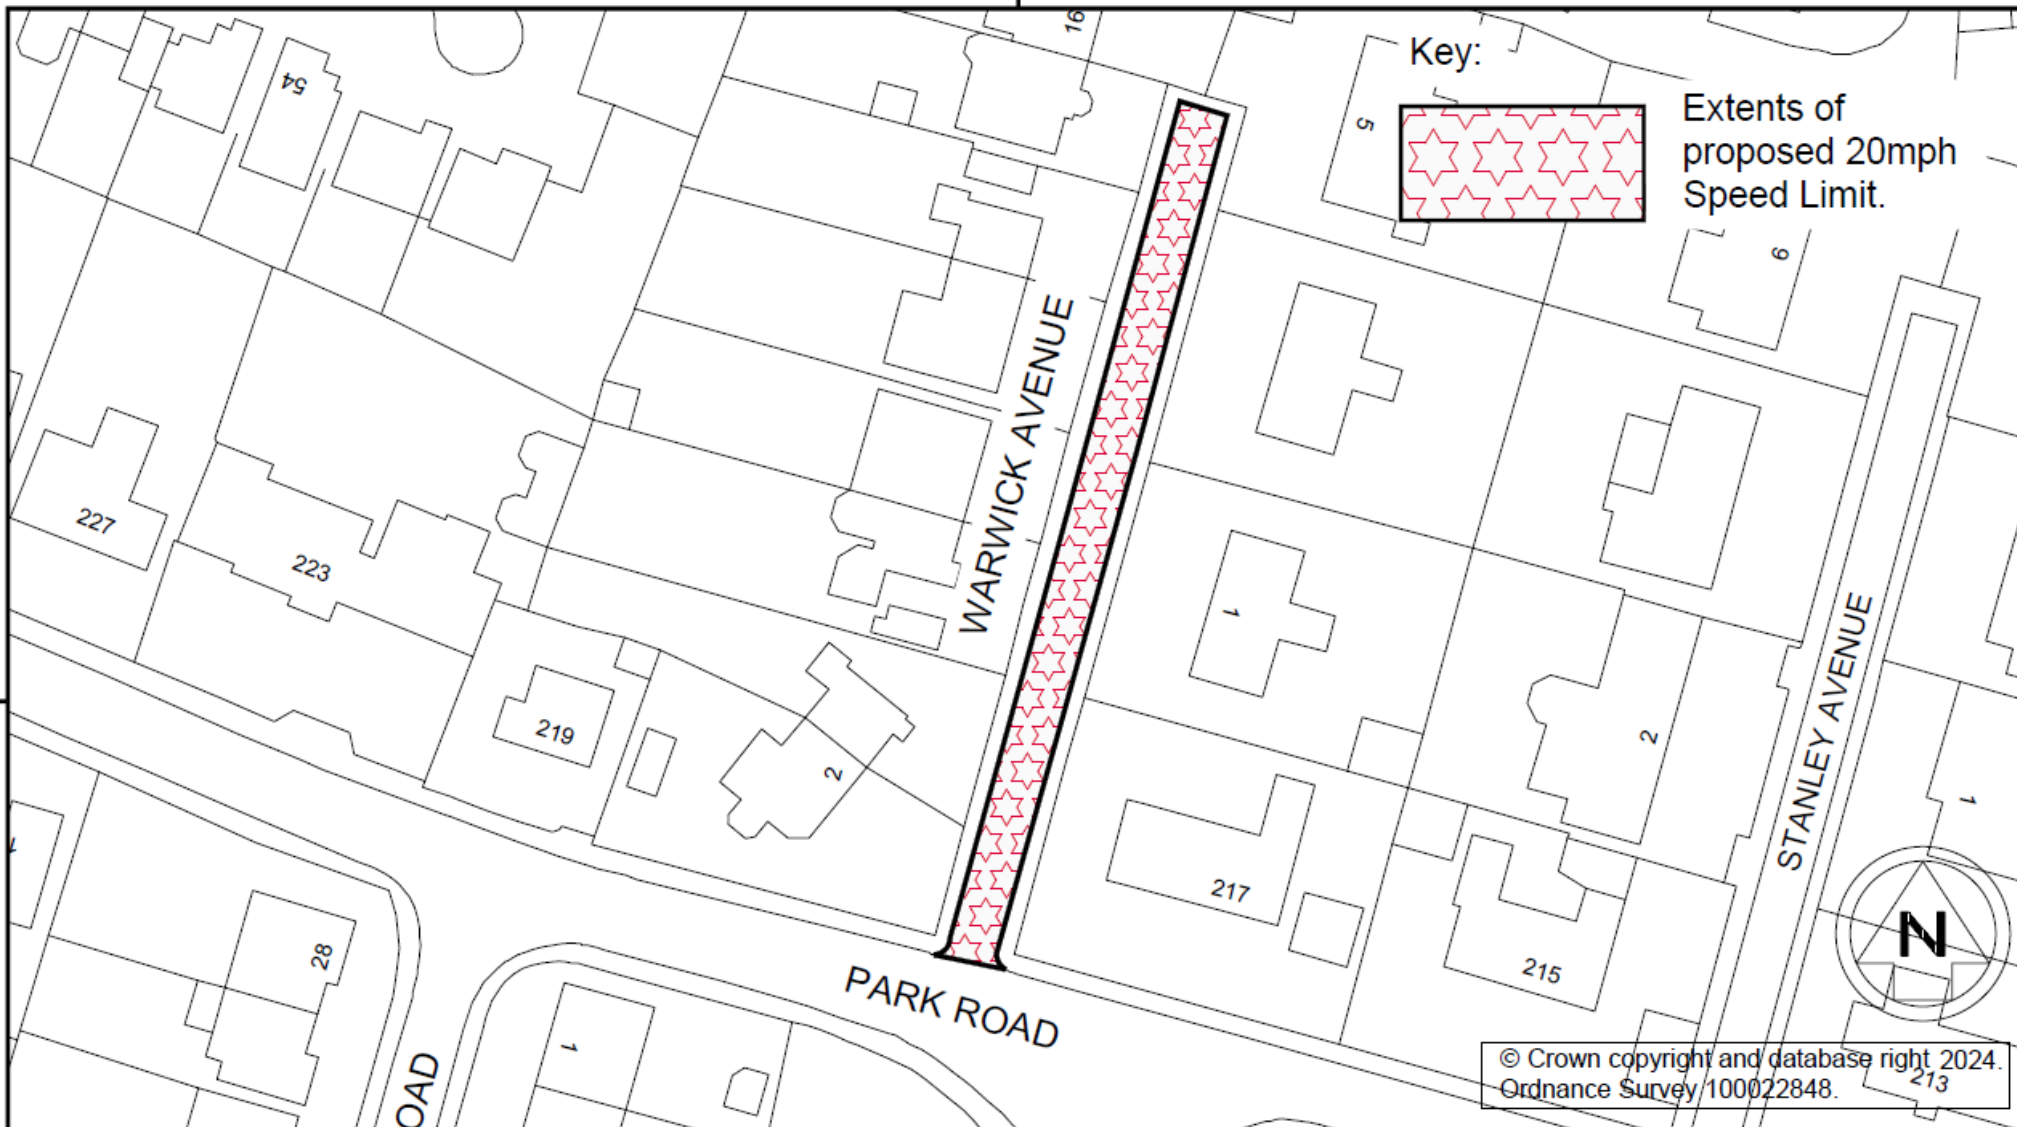 16
Key:
54
5
Extents of
proposed 20mph
Speed Limit.
9
WARWICK AVENUE
227
223
1
STANLEY AVENUE
219
2
2
1
1
217
28
215
N
PARK ROAD
1
OAD
© Crown copyright and database right 2024.
Ordnance Survey 100022848.
213